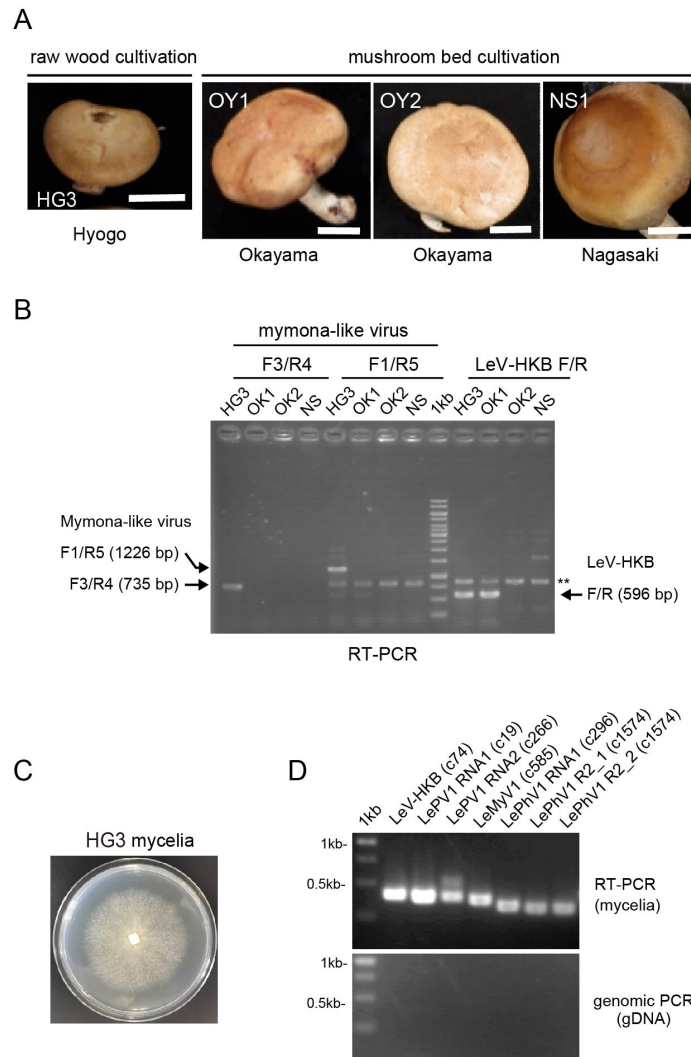 A
raw wood cultivation
mushroom bed cultivation
HG3
OY1
OY2
NS1
Hyogo
Okayama
Okayama
Nagasaki
B
mymona-like virus
F3/R4
F1/R5
LeV-HKB F/R
HG3
OK1
OK2
NS
HG3
OK1
OK2
NS
1kb
HG3
OK1
OK2
NS
Mymona-like virus
F1/R5 (1226 bp)
F3/R4 (735 bp)
LeV-HKB
**
F/R (596 bp)
RT-PCR
C
HG3 mycelia
D
1kb
LeV-HKB (c74)
LePV1 RNA1 (c19)
LePV1 RNA2 (c266)
LeMyV1 (c585)
LePhV1 RNA1 (c296)
LePhV1 R2_1 (c1574)
LePhV1 R2_2 (c1574)
1kb-
0.5kb-
RT-PCR
(mycelia)
1kb-
0.5kb-
genomic PCR
(gDNA)